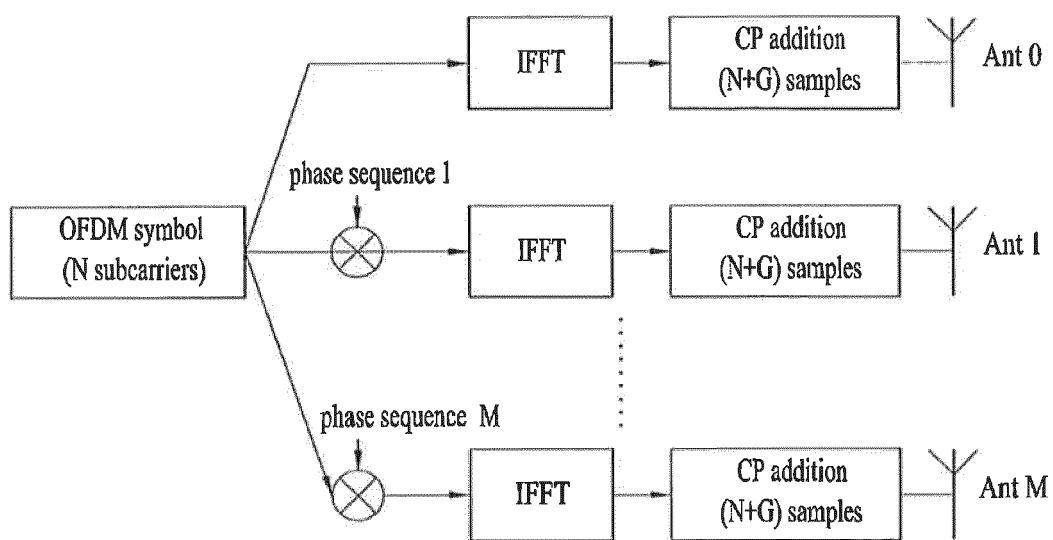 IFFT
CP addition
(N+G) samples
Ant 0
phase sequence 1
OFDM symbol
(N subcarriers)
IFFT
CP addition
(N+G) samples
Ant 1
phase sequence M
IFFT
CP addition
(N+G) samples
Ant M